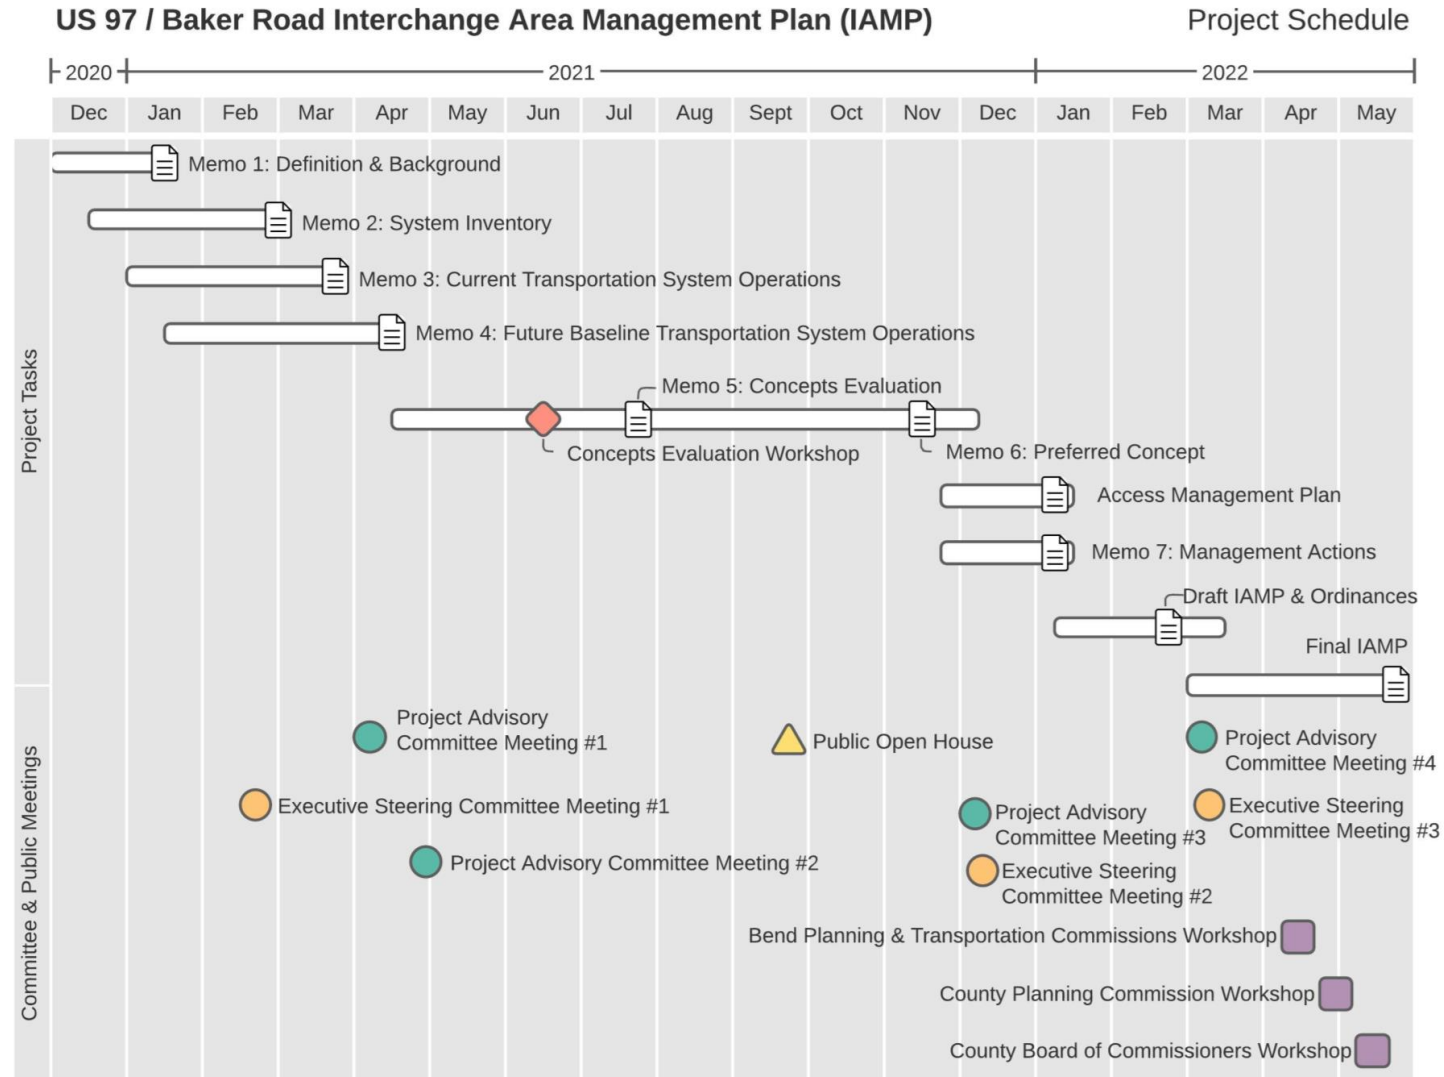 US 97 / Baker Road Interchange Area Management Plan (IAMP)
Project Schedule
2020
2021
2022
Dec
Jan
Feb
Mar
Apr
May
Jun
Jul
Aug
Sept
Oct
Nov
Dec
Jan
Feb
Mar
Apr
May
Project Tasks
Memo 1: Definition & Background
Memo 2: System Inventory
Memo 3: Current Transportation System Operations
Memo 4: Future Baseline Transportation System Operations
Memo 5: Concepts Evaluation
Concepts Evaluation Workshop
Memo 6: Preferred Concept
Access Management Plan
Memo 7: Management Actions
Draft IAMP & Ordinances
Final IAMP
Committee & Public Meetings
Project Advisory
Committee Meeting #1
Public Open House
Project Advisory
Committee Meeting #4
Executive Steering Committee Meeting #1
Project Advisory
Committee Meeting #3
Executive Steering
Committee Meeting #3
Project Advisory Committee Meeting #2
Executive Steering
Committee Meeting #2
Bend Planning & Transportation Commissions Workshop
County Planning Commission Workshop
County Board of Commissioners Workshop